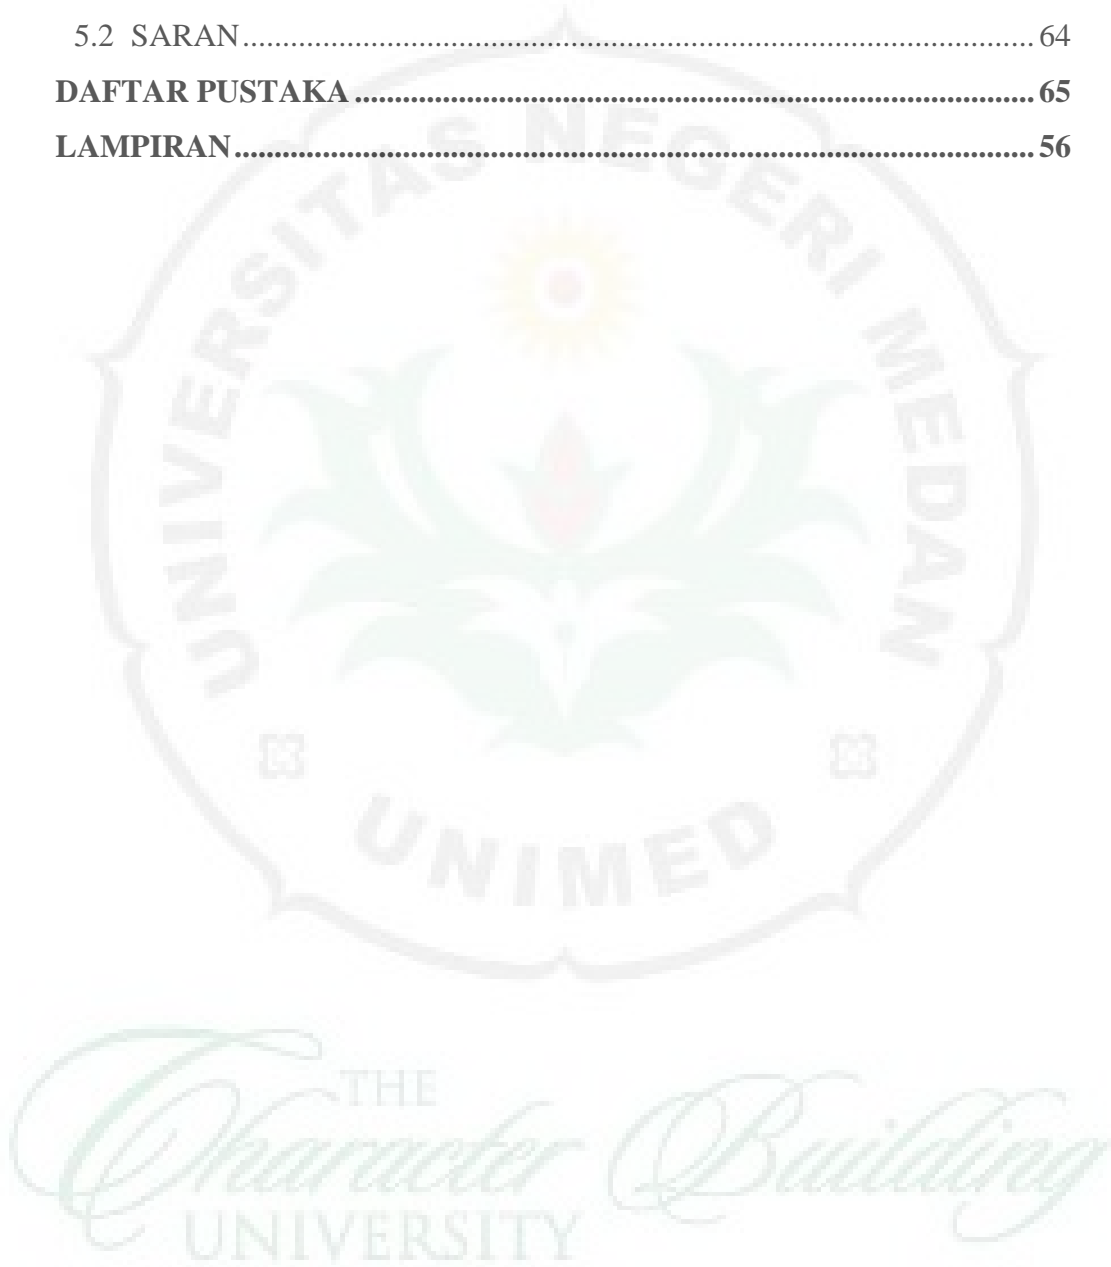 5.2 SARAN........................................................................................ 64
DAFTAR PUSTAKA ............................................................................ 65
LAMPIRAN......................................................................................... 56
UNIVERSITAS NEGERI MEDAN
UNIMED
THE
Character Building
UNIVERSITY